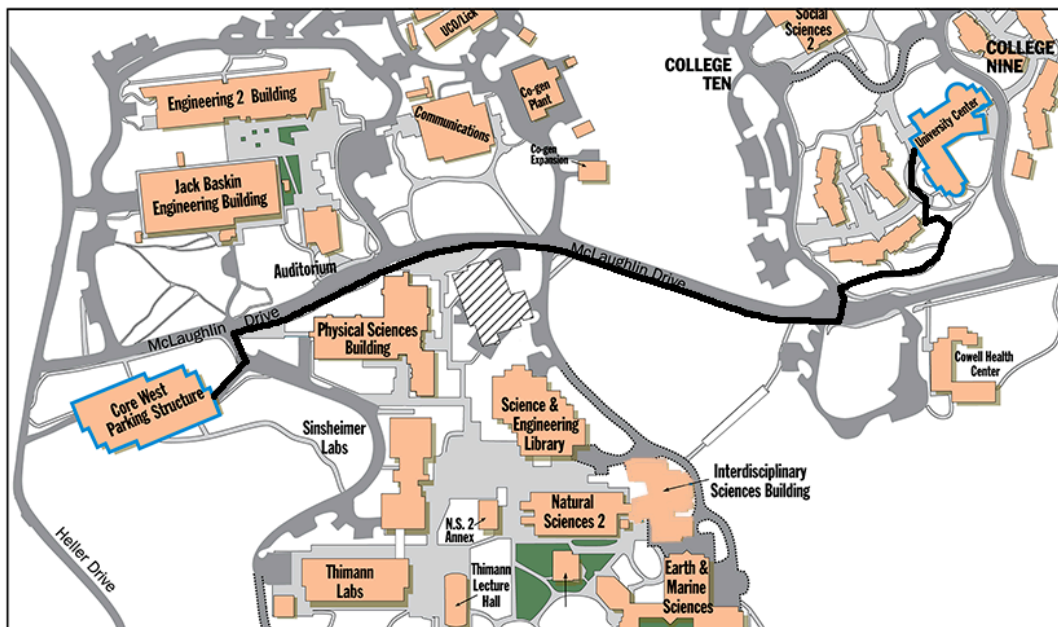 UCO/Lick
Social
Sciences
2
COLLEGE
TEN
COLLEGE
NINE
Engineering 2 Building
Co-gen
Plant
Communications
University Center
Co-gen
Expansion
Jack Baskin
Engineering Building
Auditorium
McLaughlin Drive
McLaughlin Drive
Physical Sciences
Building
Cowell Health
Center
Core West
Parking Structure
Science &
Engineering
Library
Sinsheimer
Labs
Interdisciplinary
Sciences Building
Natural
Sciences 2
N.S. 2
Annex
Heller Drive
Thimann
Labs
Thimann
Lecture
Hall
Earth &
Marine
Sciences